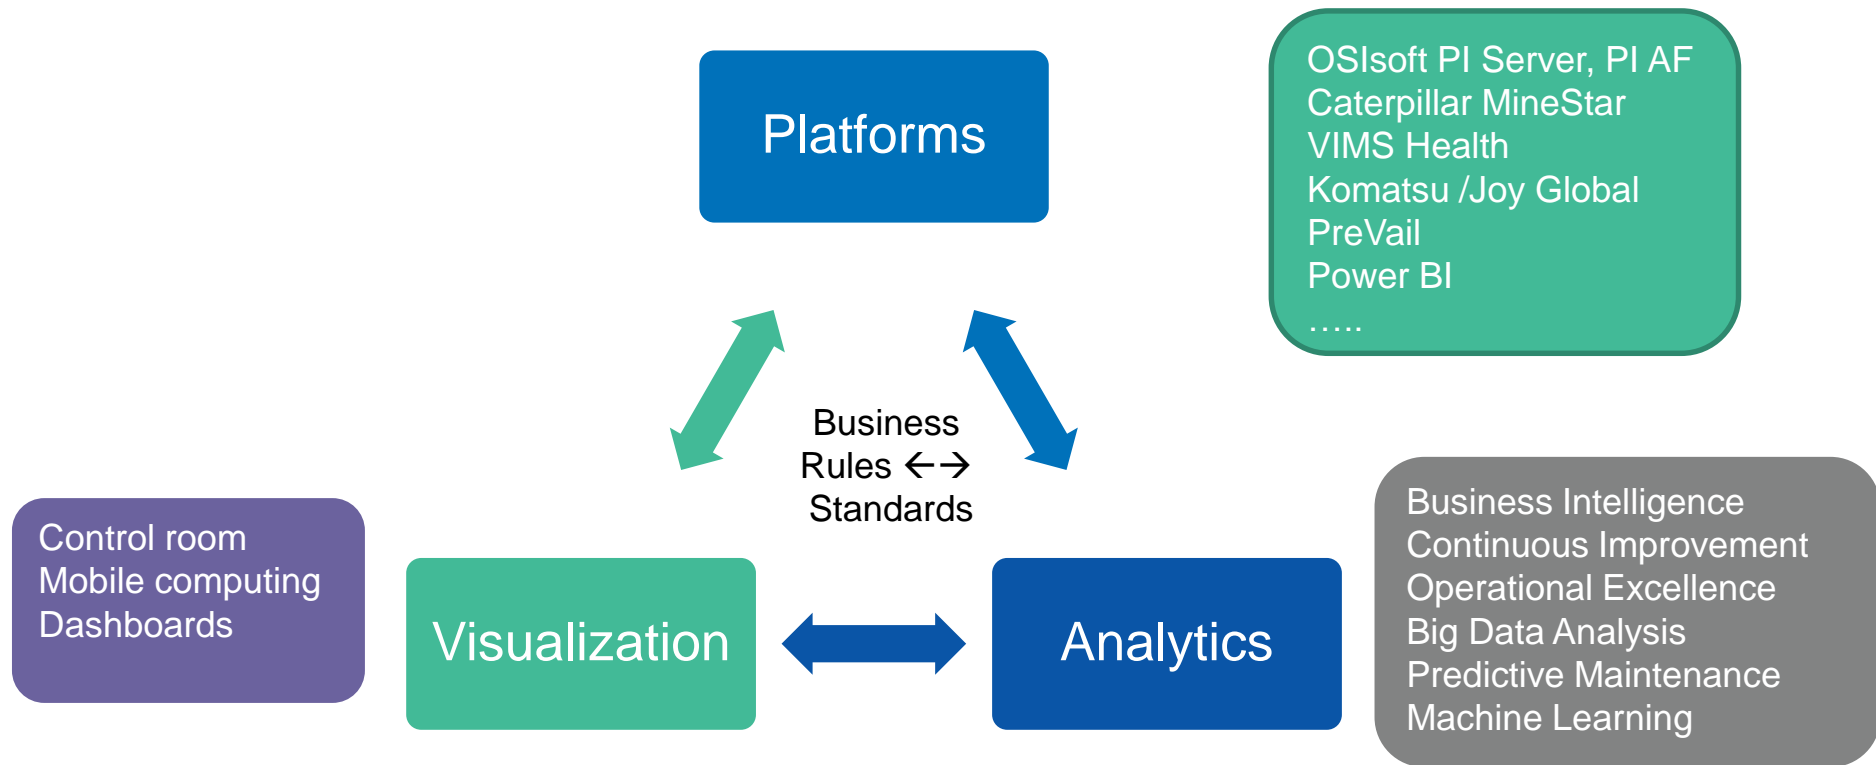 Platforms
OSIsoft PI Server, PI AF
Caterpillar MineStar
VIMS Health
Komatsu /Joy Global
PreVail
Power BI
…..
Business
Rules ←→
Standards
Control room
Mobile computing
Dashboards
Visualization
Analytics
Business Intelligence
Continuous Improvement
Operational Excellence
Big Data Analysis
Predictive Maintenance
Machine Learning